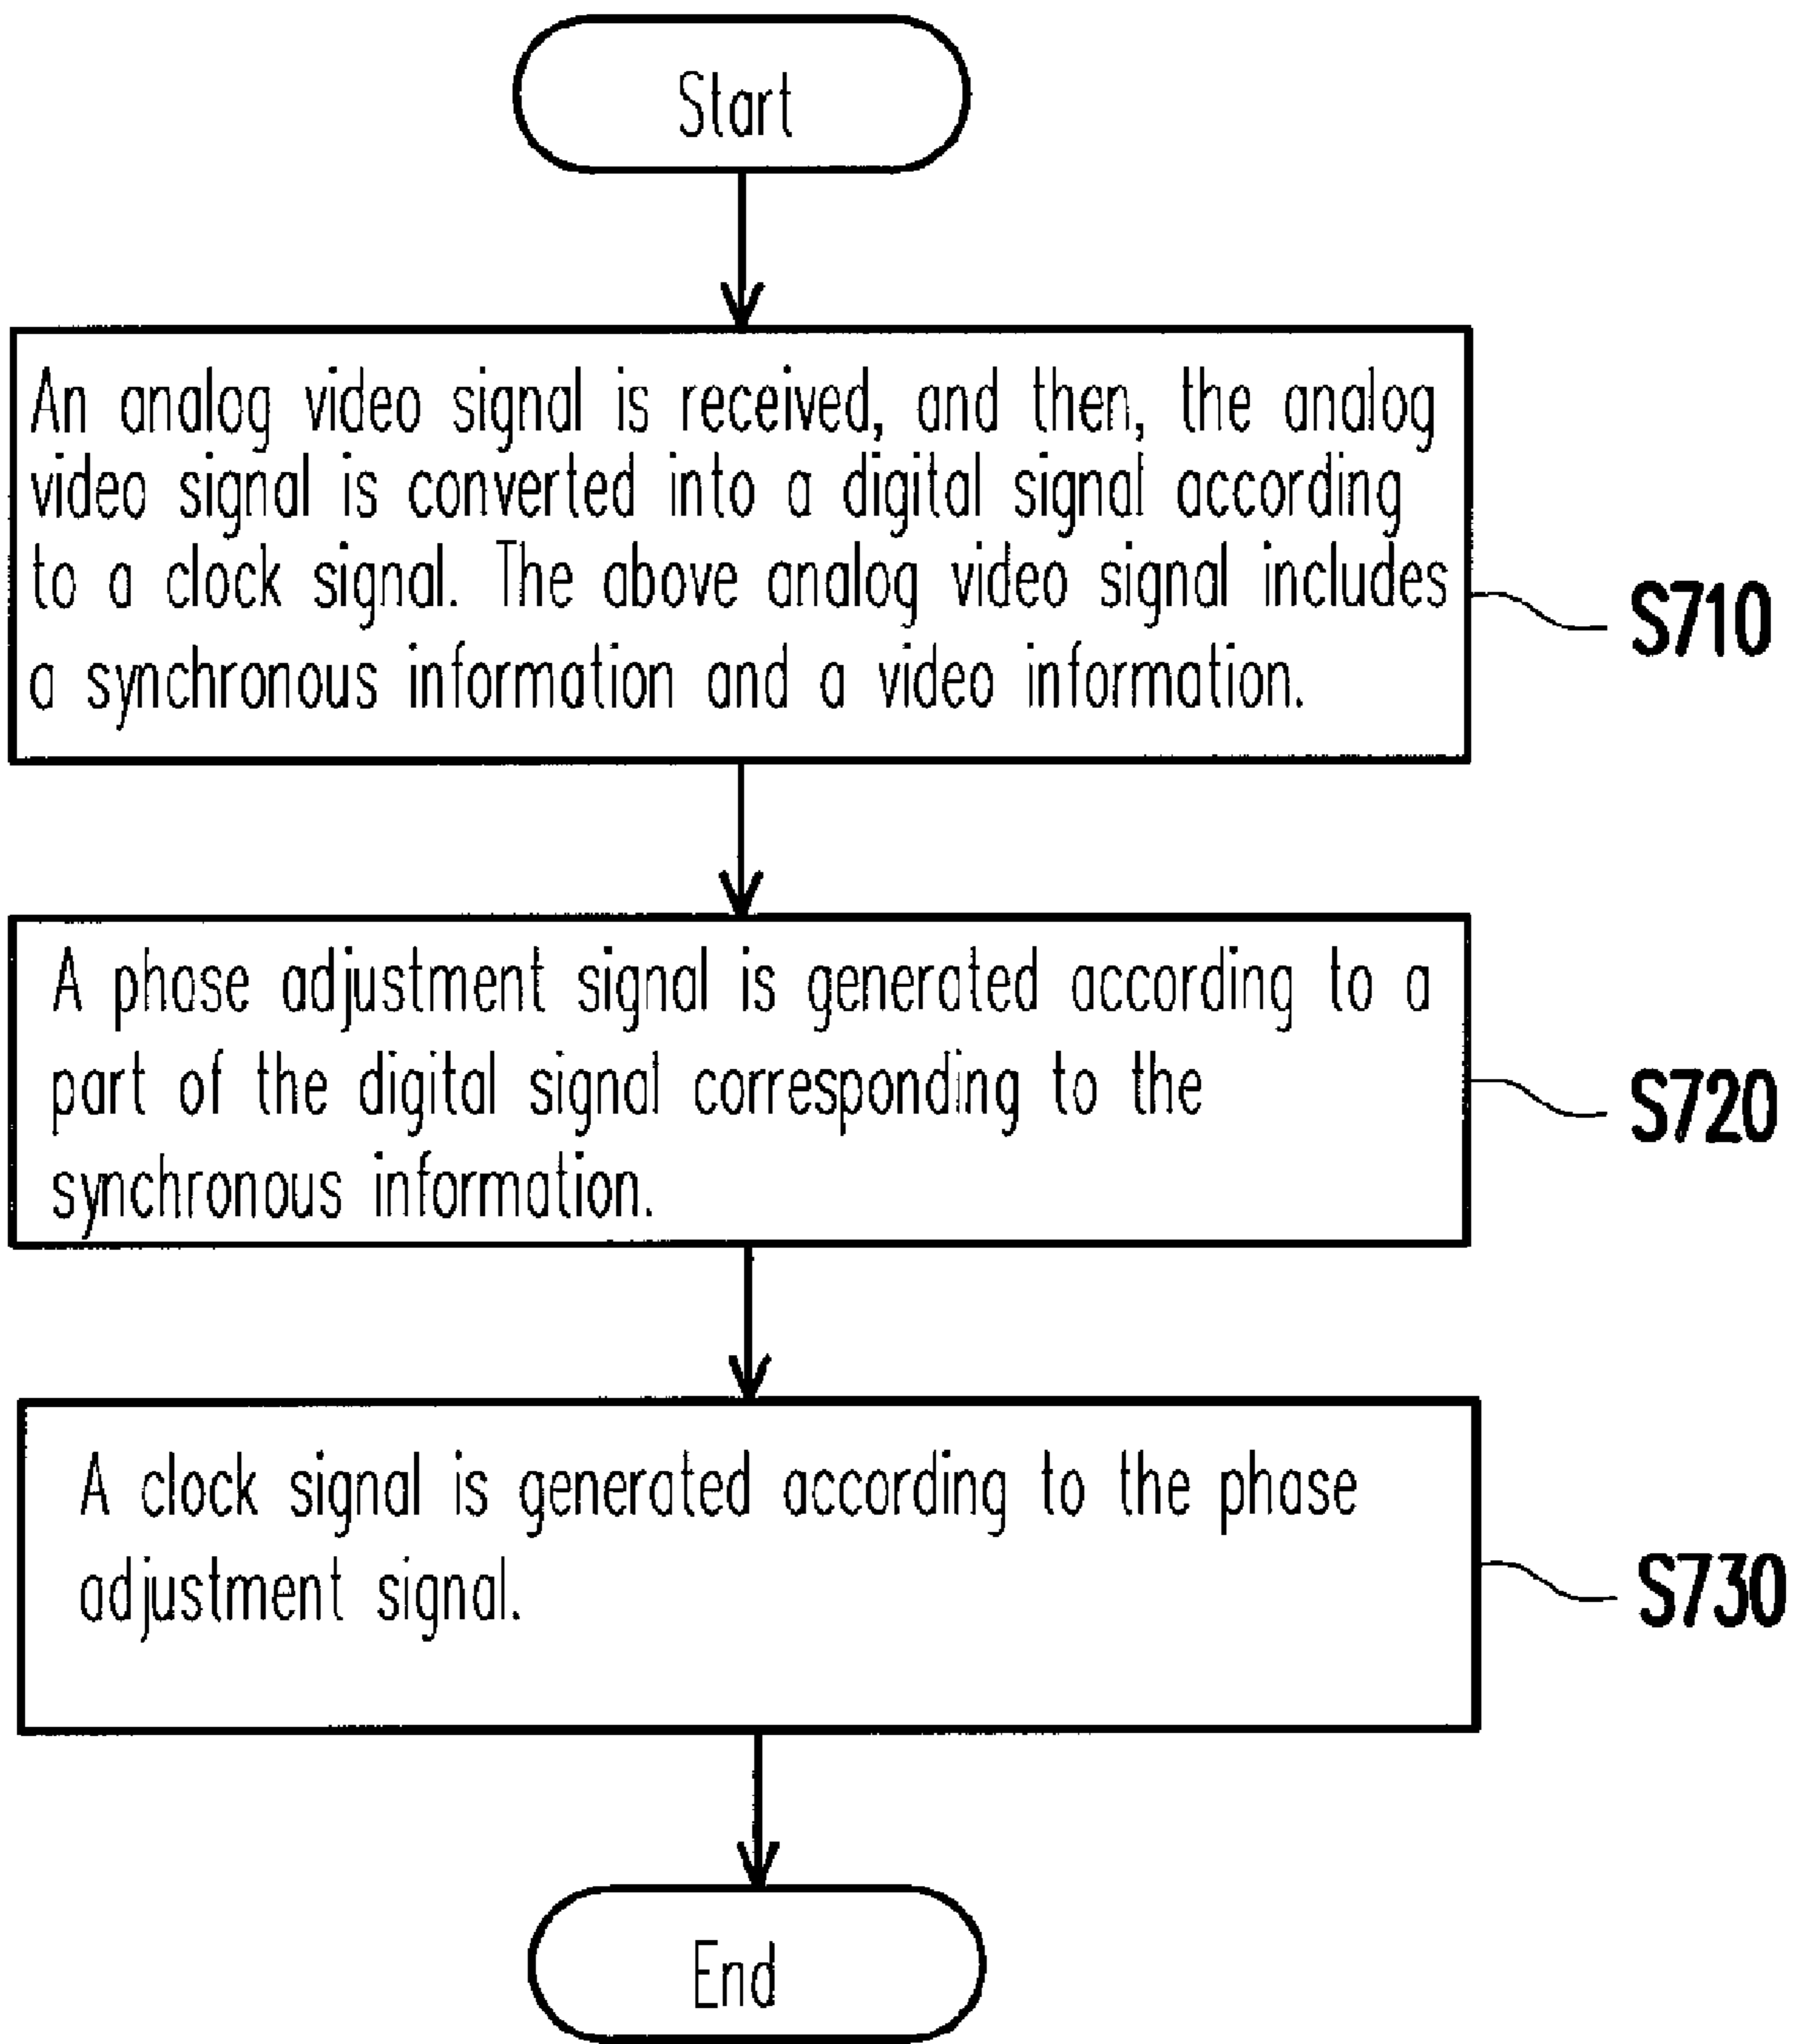 Start
An analog video signal is received, and then, the analog
video signal is converted into a digital signal according
to a clock signal. The above analog video signal includes
a synchronous information and a video information.
S710
A phase adjustment signal is generated according to a
part of the digital signal corresponding to the
synchronous information.
S720
A clock signal is generated according to the phase
adjustment signal.
S730
End